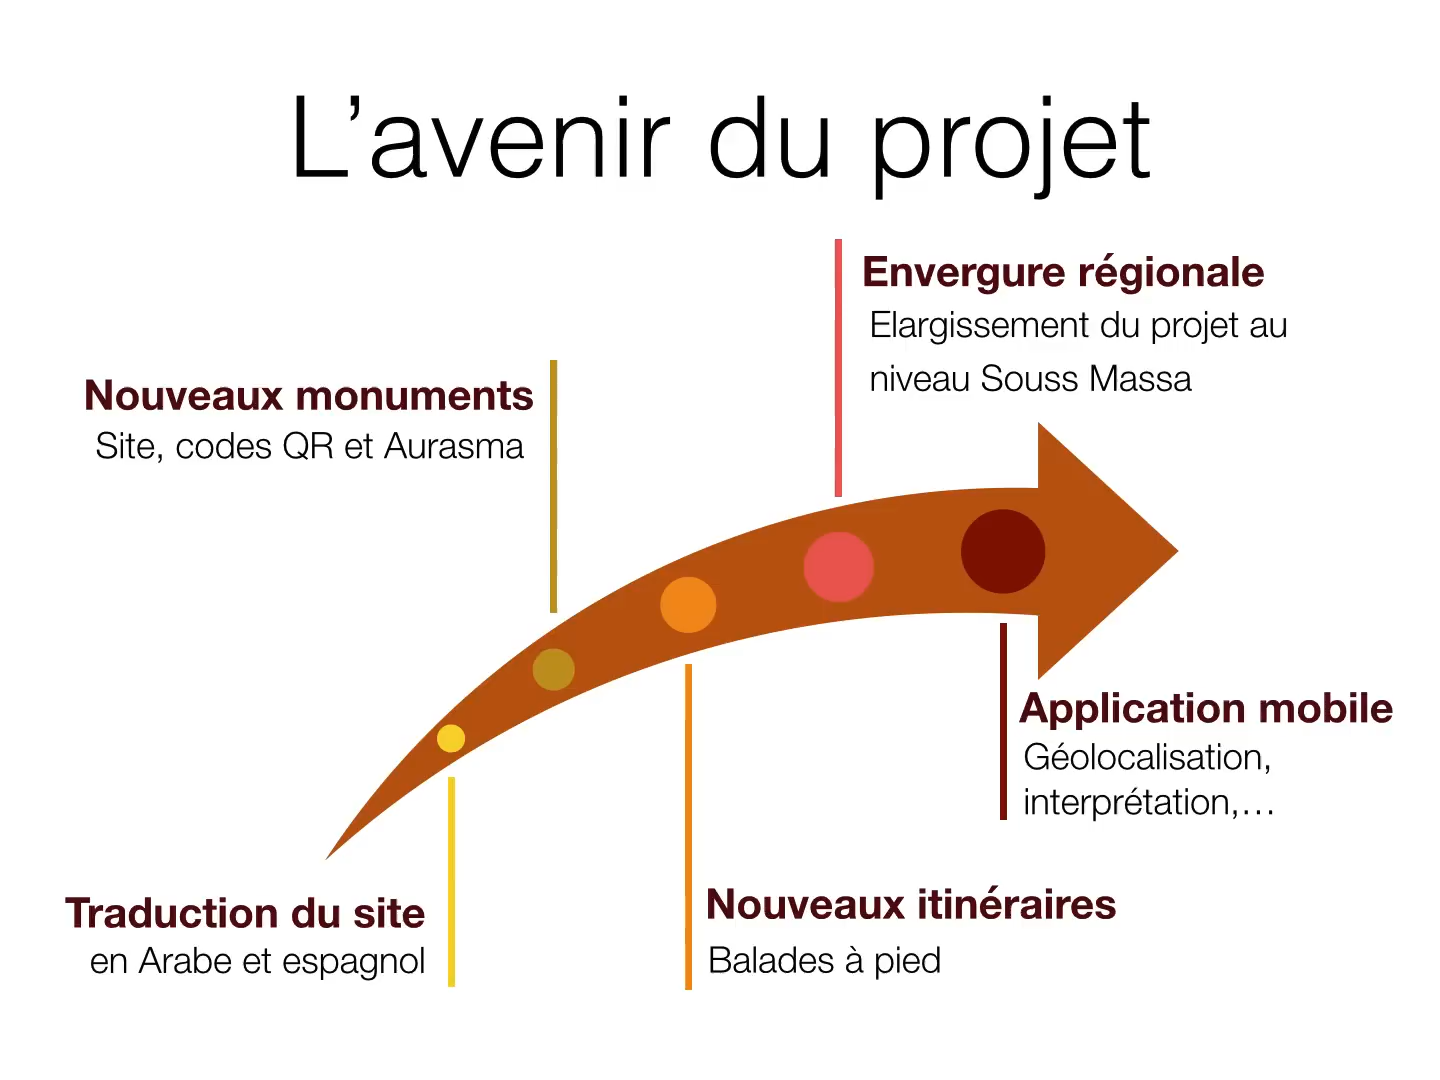 L’avenir du projet
Envergure régionale
Elargissement du projet au
niveau Souss Massa
Nouveaux monuments
Site, codes QR et Aurasma
Application mobile
Géolocalisation,
interprétation,…
Traduction du site
en Arabe et espagnol
Nouveaux itinéraires
Balades à pied